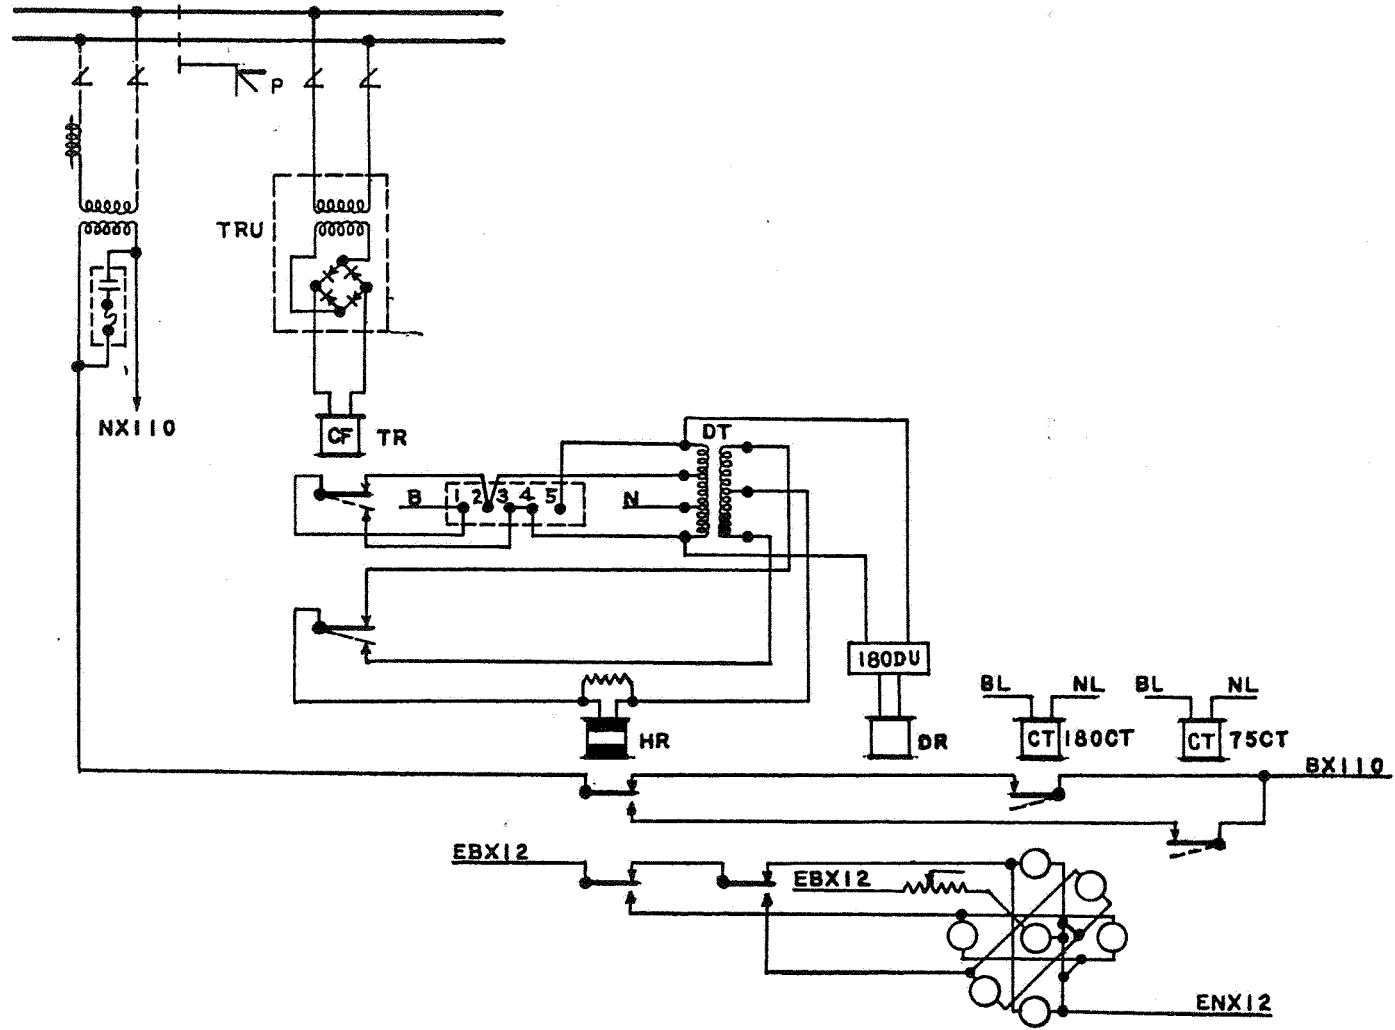 P
TRU
NX110
CF TR
DT
B 1 2 3 4 5 N
180DU
BL NL BL NL
HR DR CT 180CT CT 75CT
BX110
EBX12
EBX12
ENX12